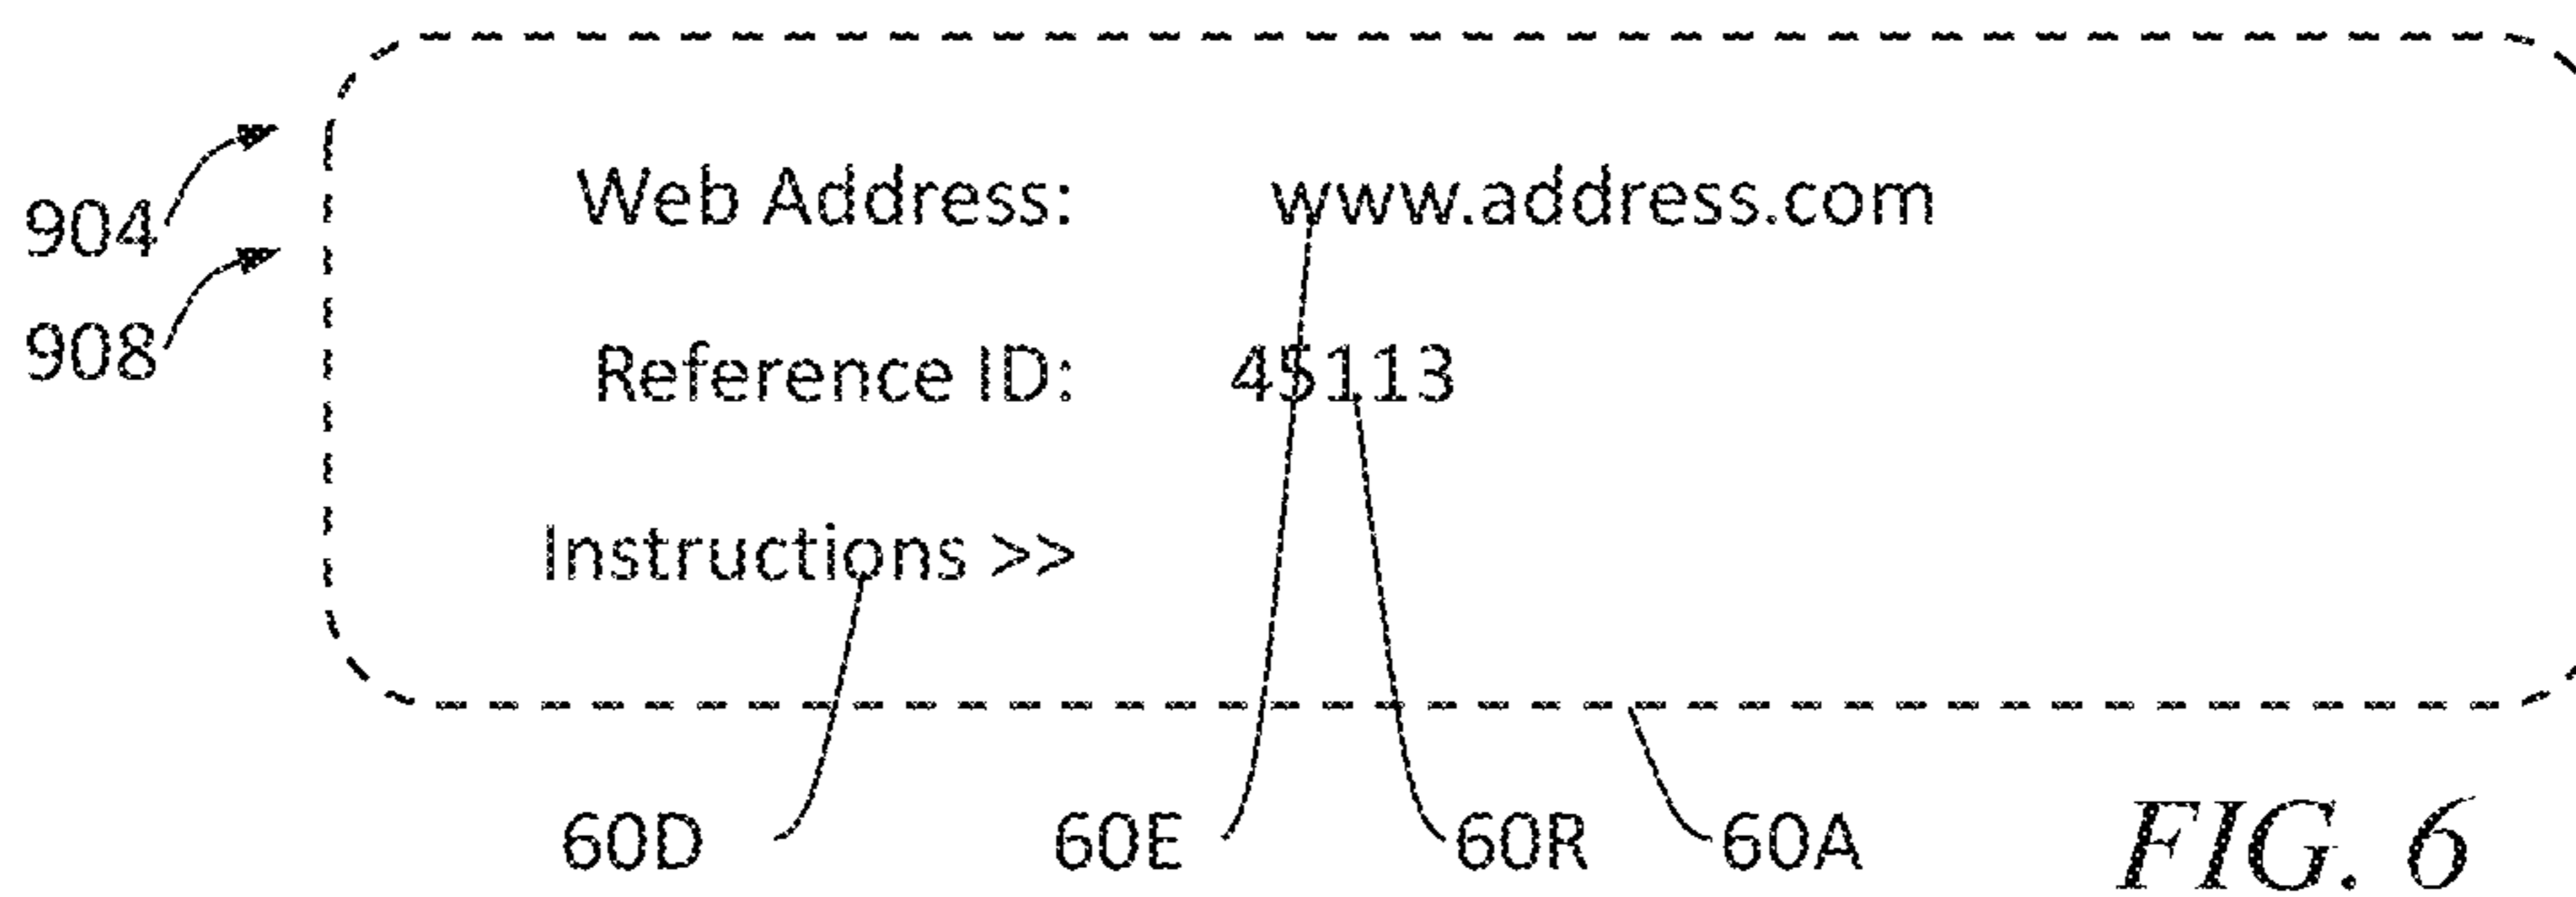 904
908
Web Address: www.address.com
Reference ID: 45113
Instructions >>
60D 60E 60R 60A
FIG. 6